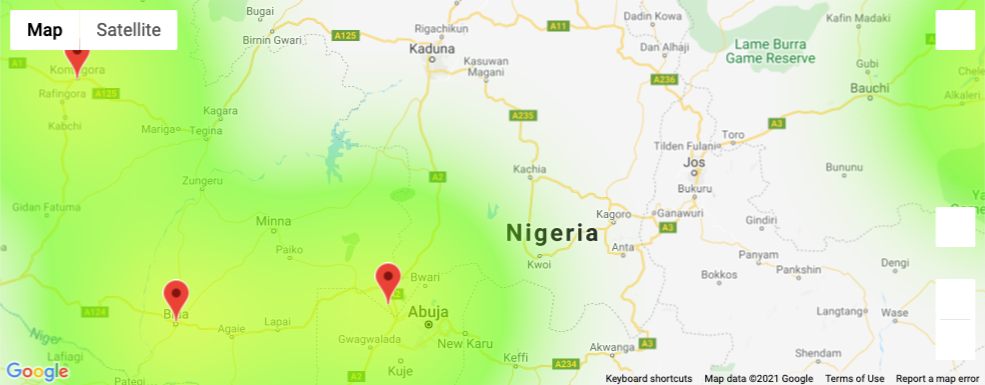 Map
Satellite
Bugai
Birnin Gwari
A125
Rigachikun
Kaduna
Kasuwan
Magani
A11
Dadin Kowa
Dan Alhaji
A236
Lame Burra
Game Reserve
Kafin Madaki
Gubi
Bauchi
Chele
Alkaleri
A1
Kontagora
Rafingora
A125
Kabchi
Kagara
Mariga
Tegina
A235
A3
Toro
Tilden Fulani
Jos
Bukuru
Bununu
Kachia
A2
Zungeru
Gidan Fatuma
Minna
Paiko
Nigeria
Kagoro
Ganawuri
A3
Anta
Gindiri
Ya
Game
Kwoi
Panyam
Pankshin
Bokkos
Dengi
Bwari
A124
Bida
Agaie
Lapai
Abuja
Gwagwalada
New Karu
Langtang
Wase
Niger
Lafiagi
Pategi
A2
Kuje
Keffi
A234
Akwanga
A3
Shendam
Google
Keyboard shortcuts
Map data ©2021 Google
Terms of Use
Report a map error